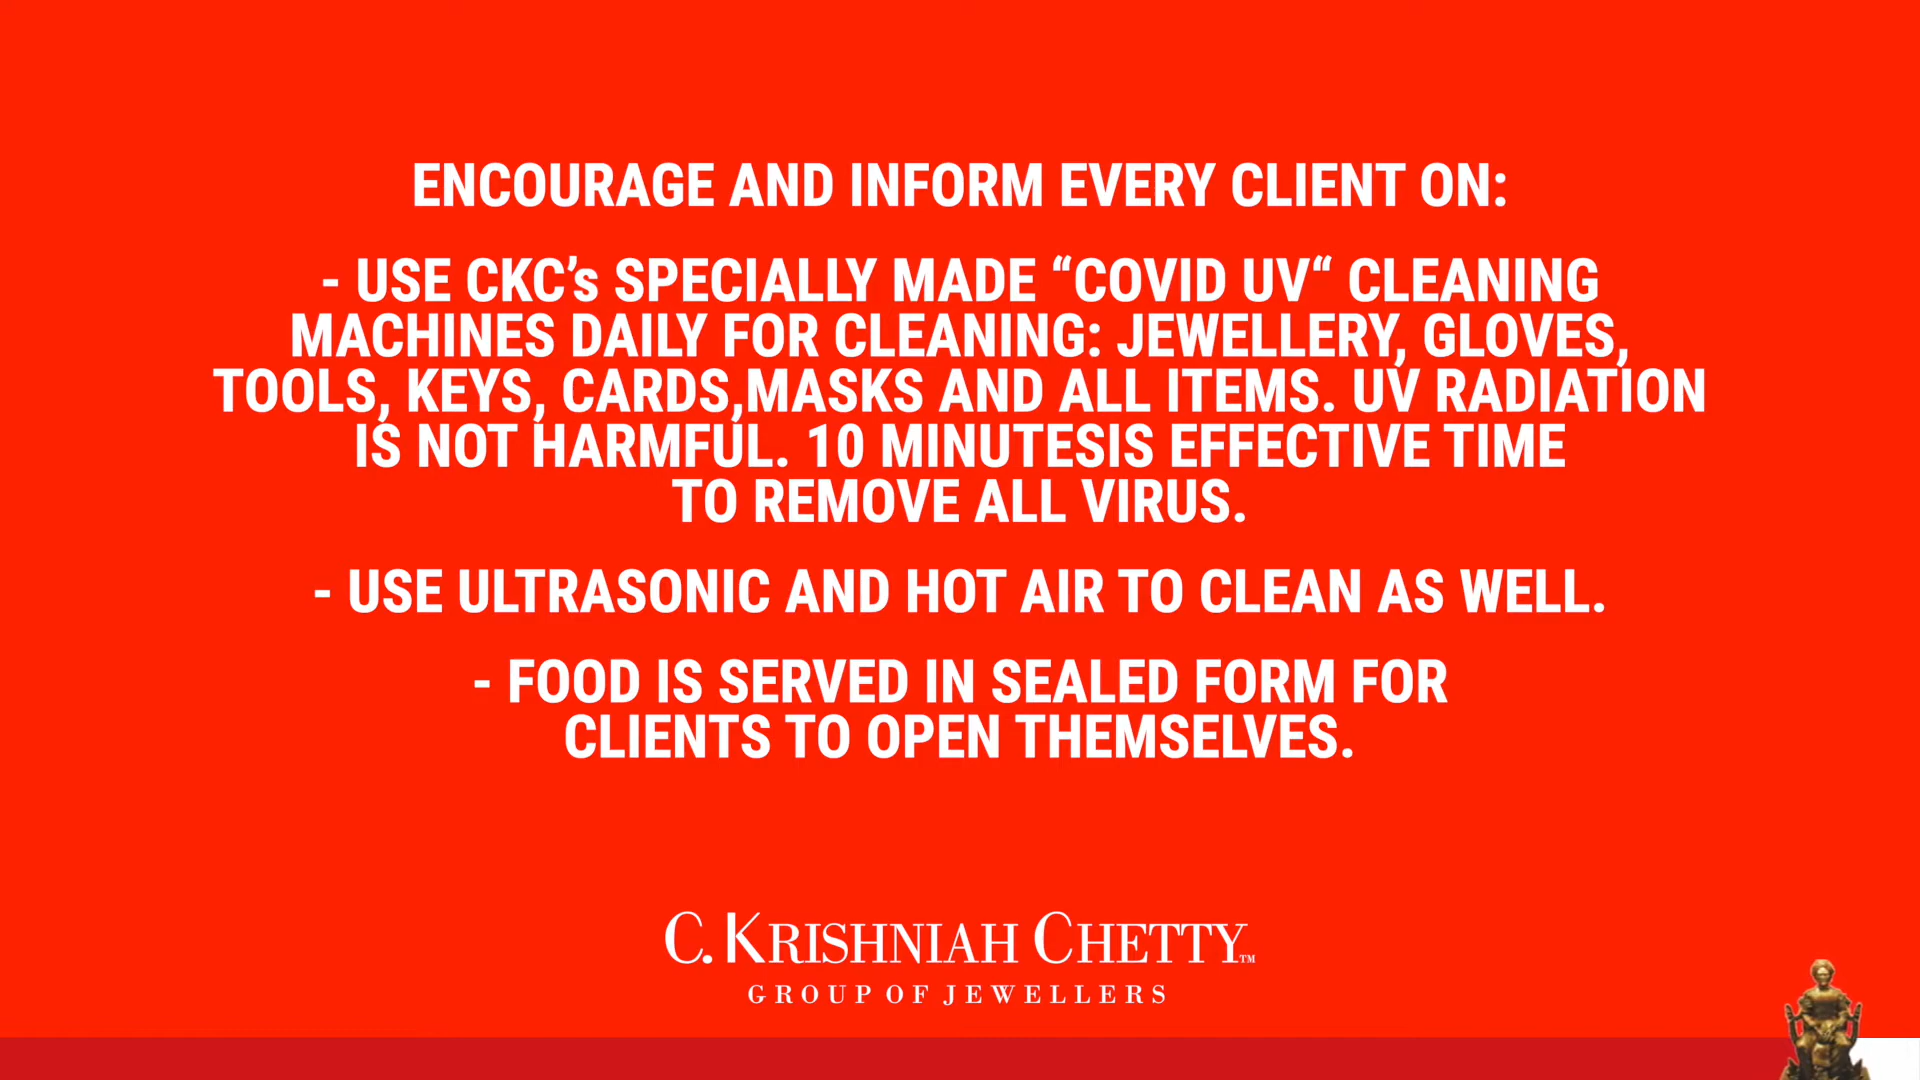 ENCOURAGE AND INFORM EVERY CLIENT ON:
- USE CKC’s SPECIALLY MADE “COVID UV“ CLEANING
MACHINES DAILY FOR CLEANING: JEWELLERY, GLOVES,
TOOLS, KEYS, CARDS,MASKS AND ALL ITEMS. UV RADIATION
IS NOT HARMFUL. 10 MINUTESIS EFFECTIVE TIME
TO REMOVE ALL VIRUS.
- USE ULTRASONIC AND HOT AIR TO CLEAN AS WELL.
- FOOD IS SERVED IN SEALED FORM FOR
CLIENTS TO OPEN THEMSELVES.
C. KRISHNIAH CHETTY™
GROUP OF JEWELLERS